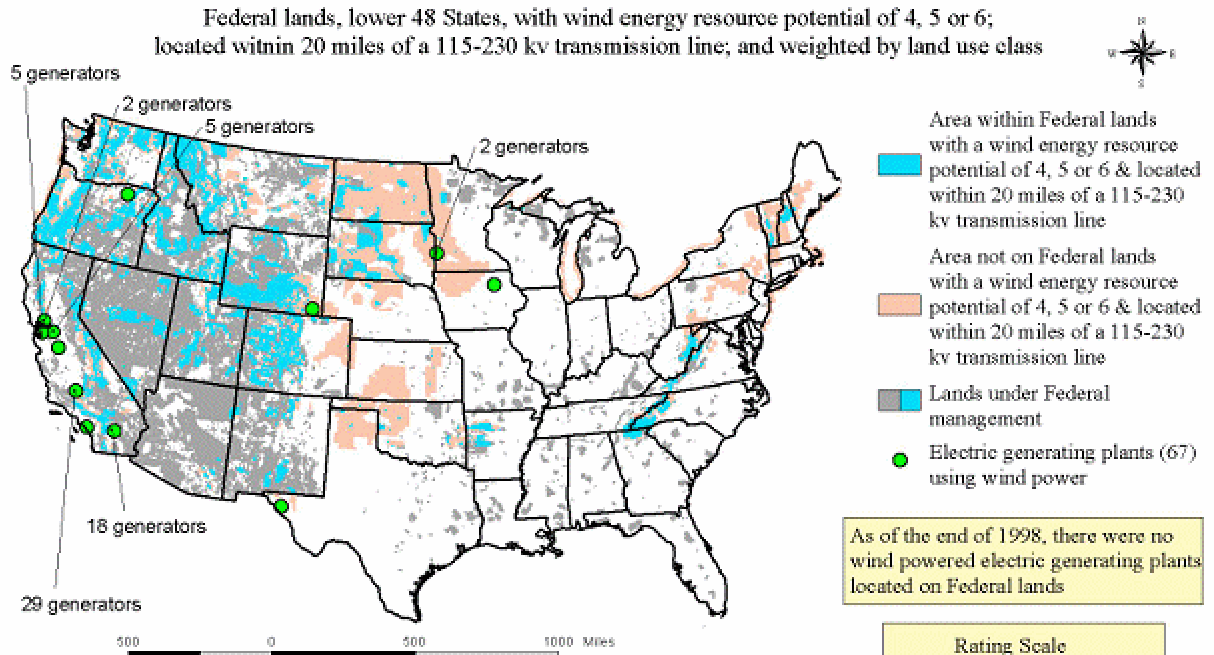 Federal lands, lower 48 States, with wind energy resource potential of 4, 5 or 6;
located witnin 20 miles of a 115-230 kv transmission line; and weighted by land use class
N
W
E
S
5 generators
2 generators
5 generators
2 generators
18 generators
29 generators
Area within Federal lands
with a wind energy resource
potential of 4, 5 or 6 & located
within 20 miles of a 115-230
kv transmission line
Area not on Federal lands
with a wind energy resource
potential of 4, 5 or 6 & located
within 20 miles of a 115-230
kv transmission line
Lands under Federal
management
Electric generating plants (67)
using wind power
As of the end of 1998, there were no
wind powered electric generating plants
located on Federal lands
500 0 500 1000 Miles
Rating Scale